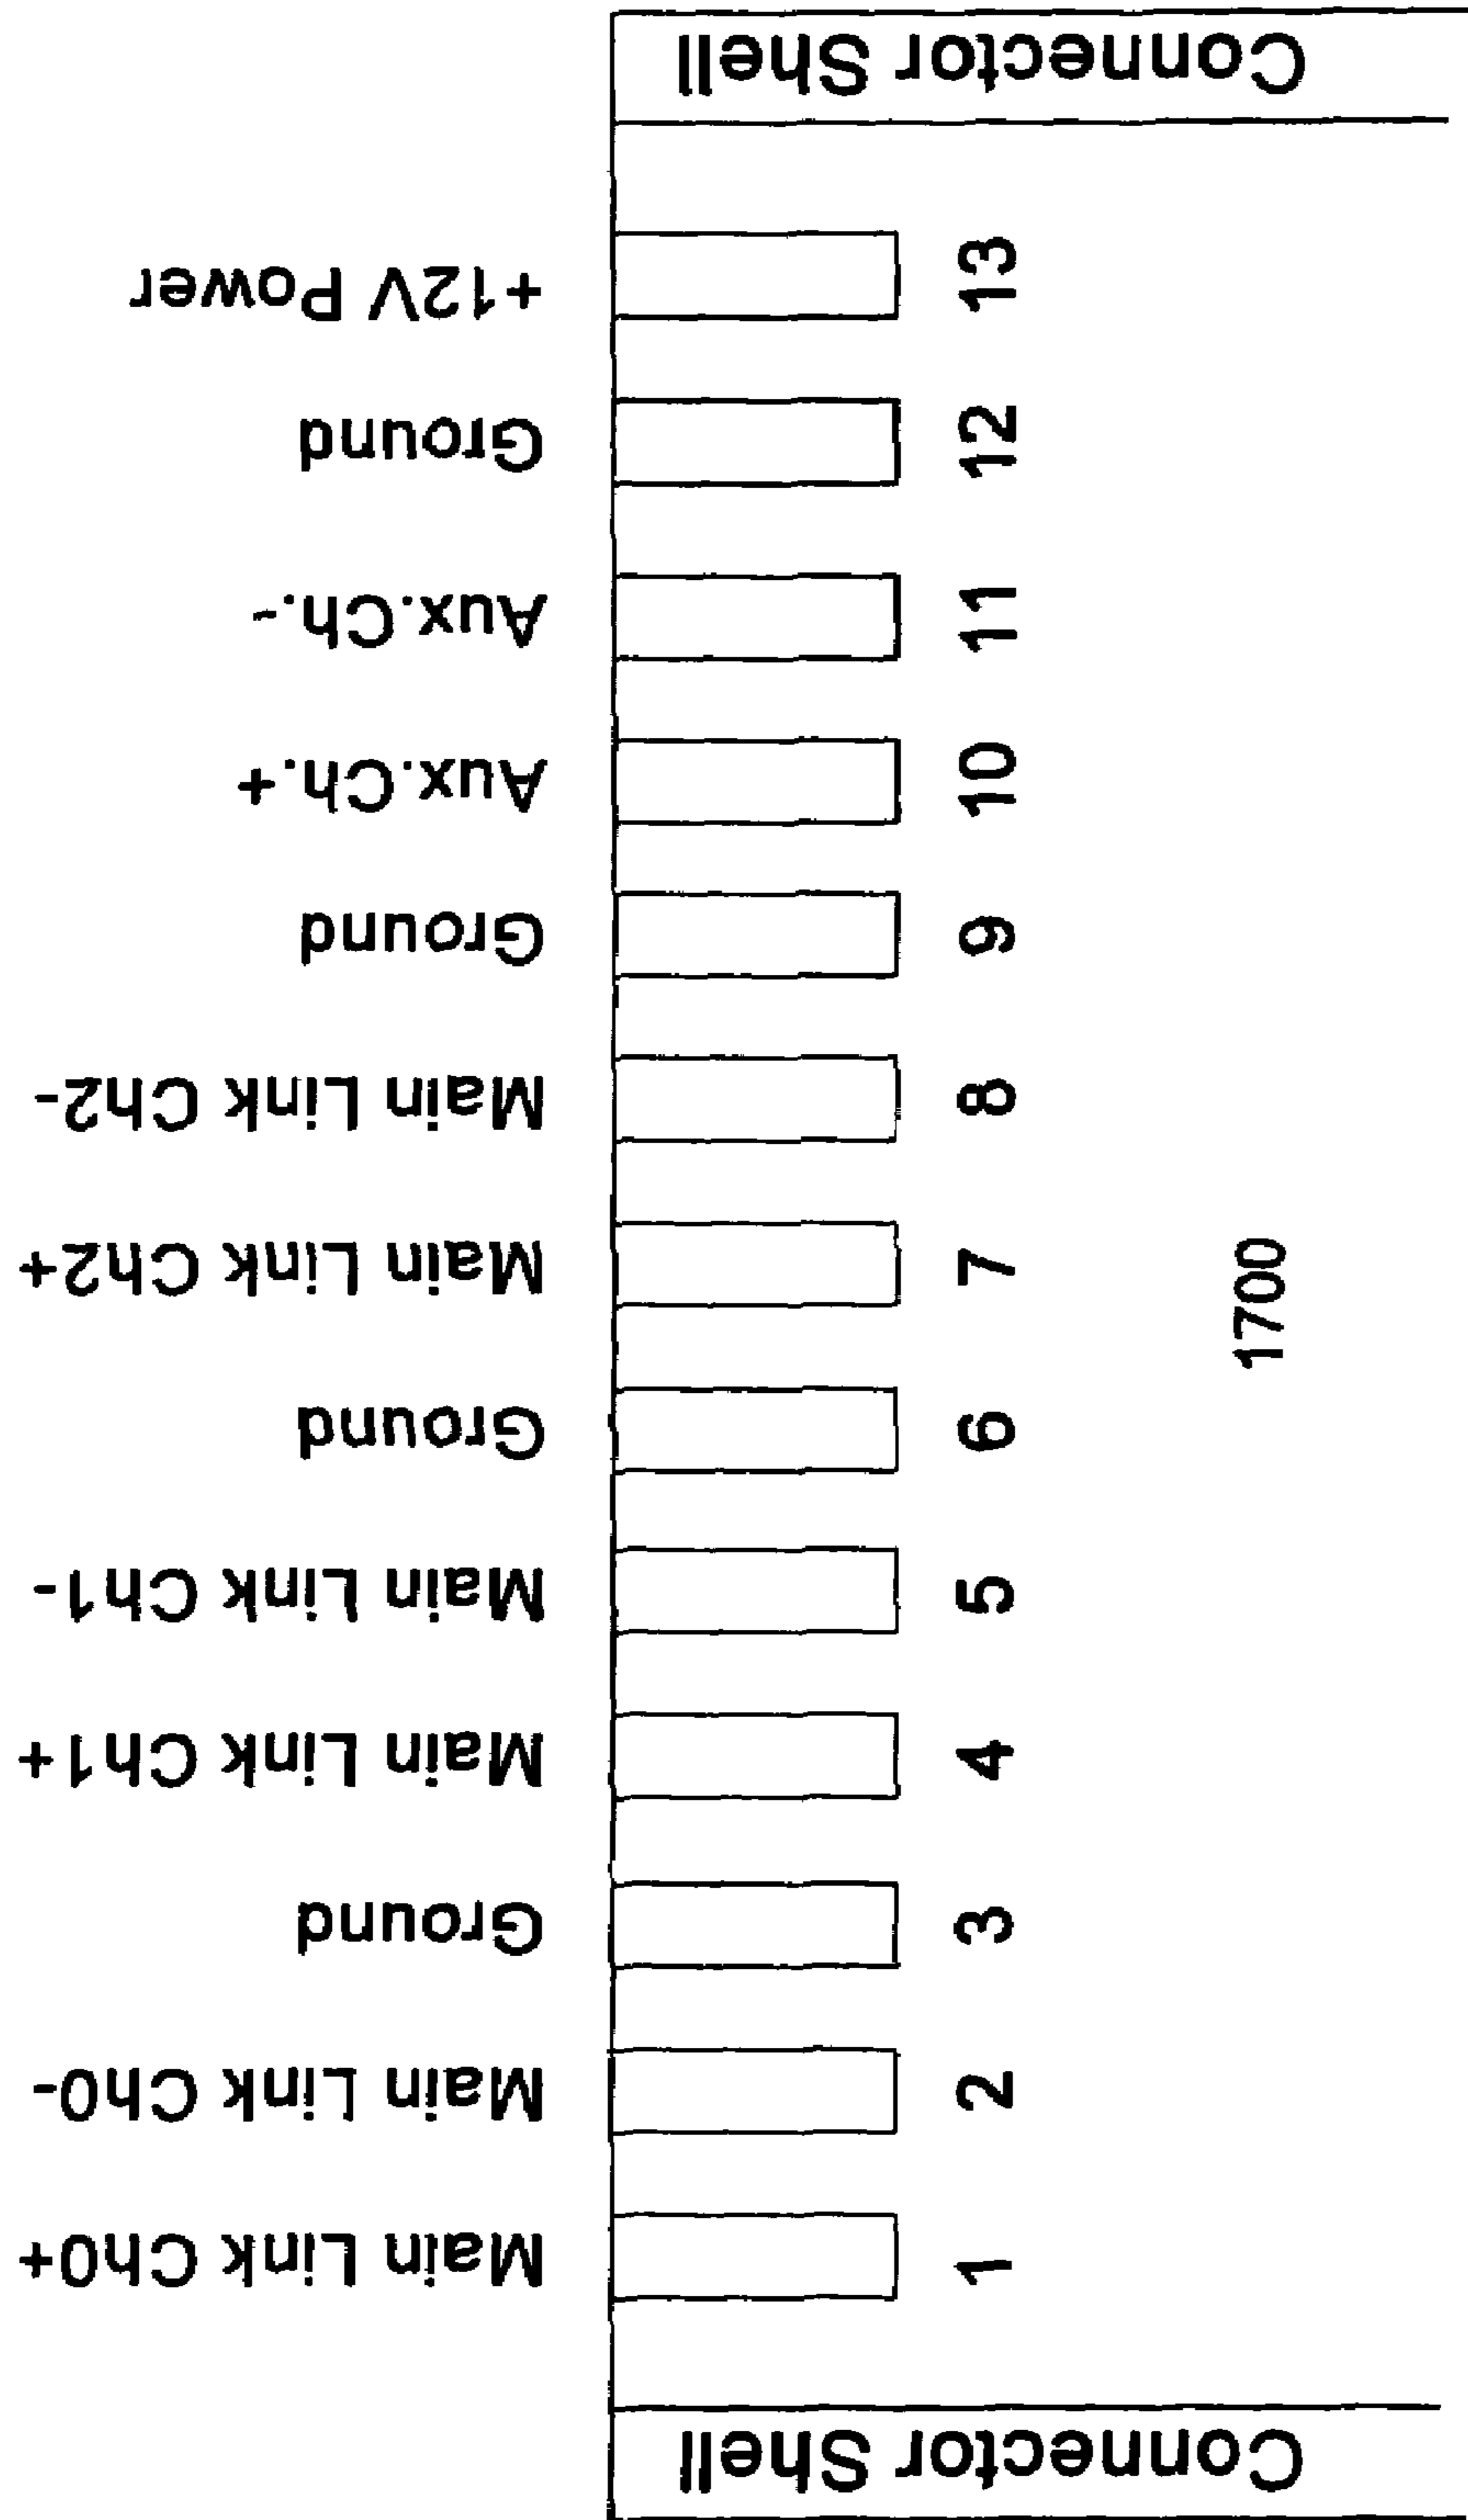 Connector Shell
1 Main Link Ch0+
2 Main Link Ch0-
3 Ground
4 Main Link Ch1+
5 Main Link Ch1-
6 Ground
7 Main Link Ch2+
8 Main Link Ch2-
9 Ground
10 Aux.Ch.+
11 Aux.Ch.-
12 Ground
13 +12V Power
Connector Shell
1700